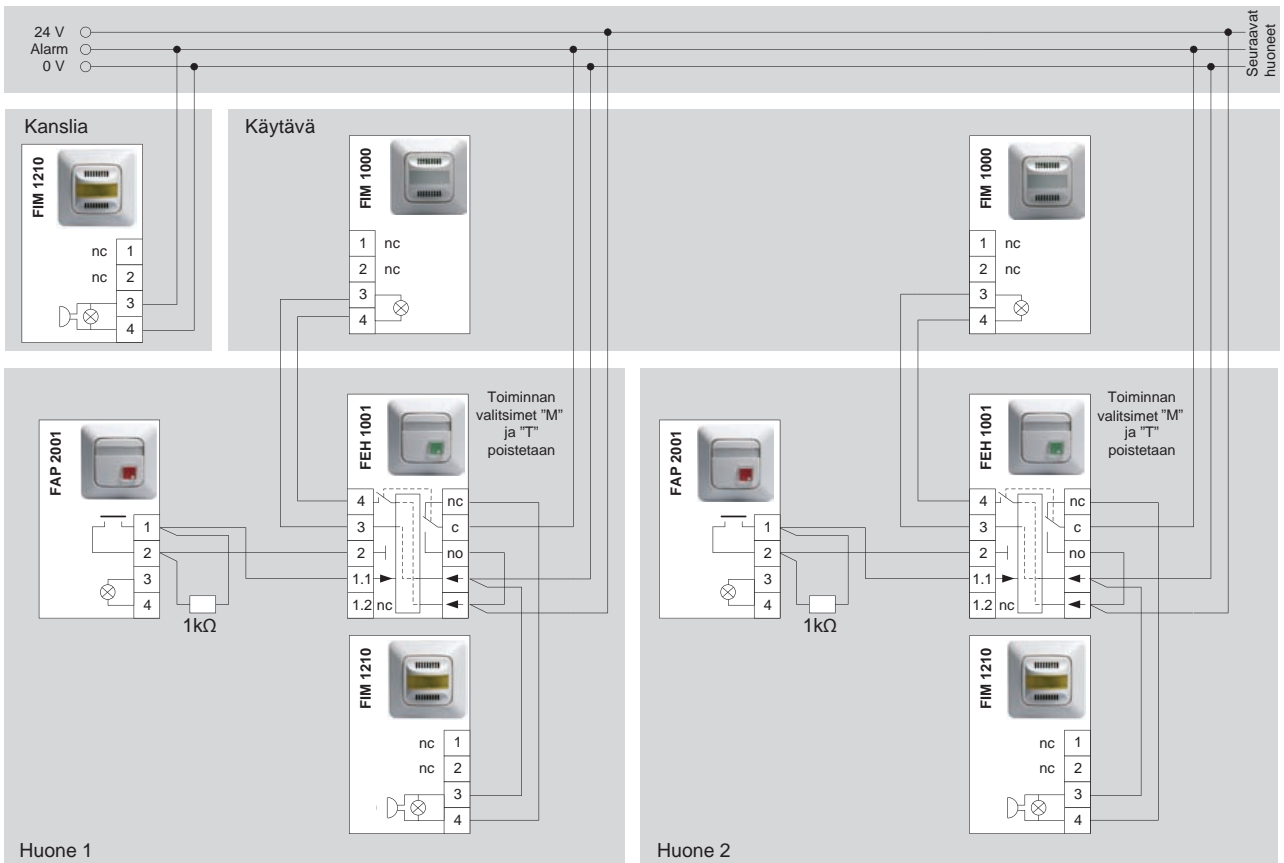 24 V
Alarm
0 V
Seuraavat
huoneet
Kanslia
FIM 1210
nc 1
nc 2
3
4
Käytävä
FIM 1000
1 nc
2 nc
3
4
FIM 1000
1 nc
2 nc
3
4
FAP 2001
1
2
3
4
1kΩ
FEH 1001
Toiminnan
valitsimet ”M”
ja ”T”
poistetaan
4 nc
3 c
2 no
1.1
1.2 nc
FIM 1210
nc 1
nc 2
3
4
Huone 1
FAP 2001
1
2
3
4
1kΩ
FEH 1001
Toiminnan
valitsimet ”M”
ja ”T”
poistetaan
4 nc
3 c
2 no
1.1
1.2 nc
FIM 1210
nc 1
nc 2
3
4
Huone 2